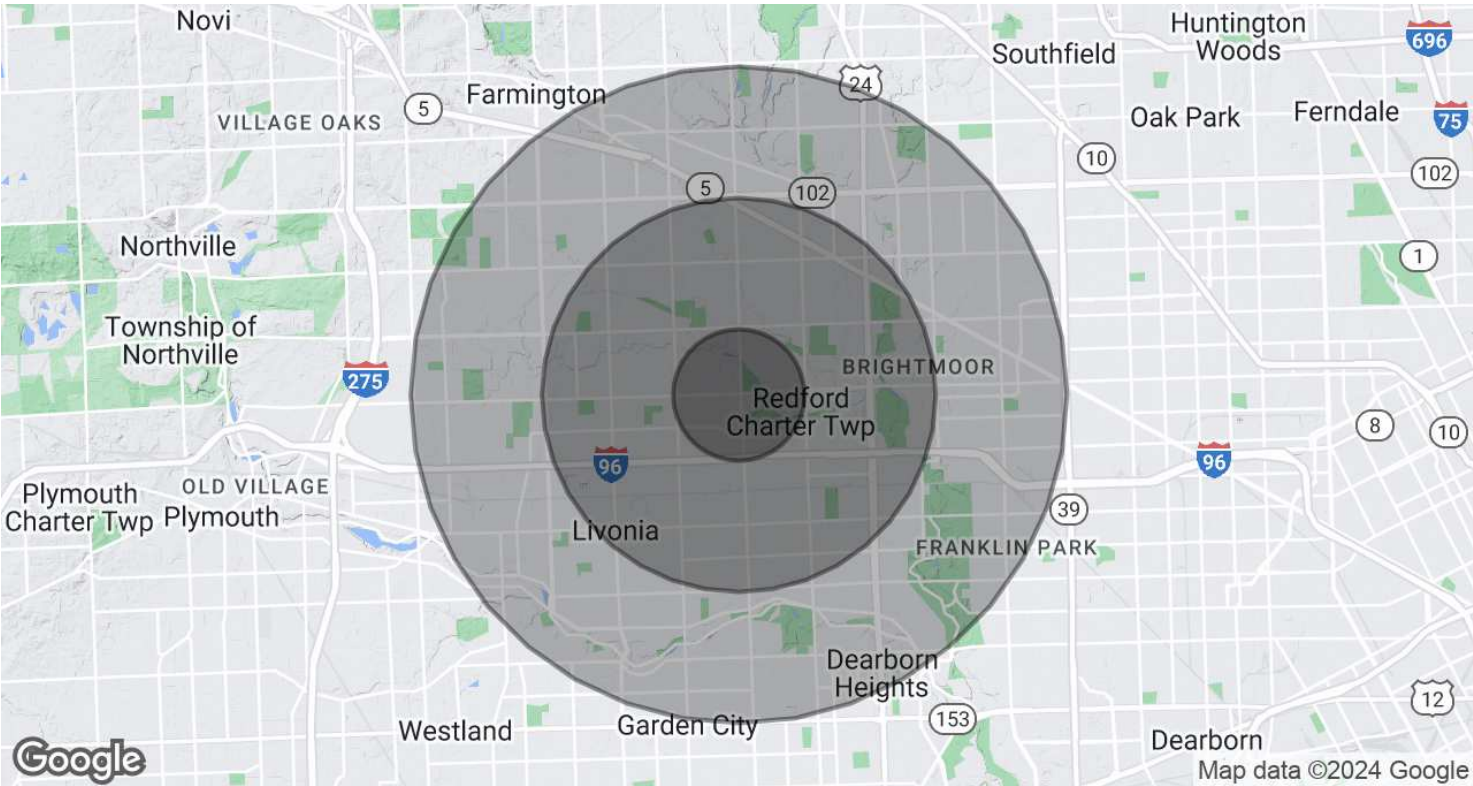 Novi
Huntington
Woods
696
Southfield
24
Farmington
5
VILLAGE OAKS
Oak Park
Ferndale
75
10
102
5
102
Northville
1
Township of
Northville
275
BRIGHTMOOR
Redford
Charter Twp
8
10
96
96
Plymouth
Charter Twp
OLD VILLAGE
Plymouth
39
Livonia
FRANKLIN PARK
Dearborn
Heights
12
153
Westland
Garden City
Dearborn
Google
Map data ©2024 Google